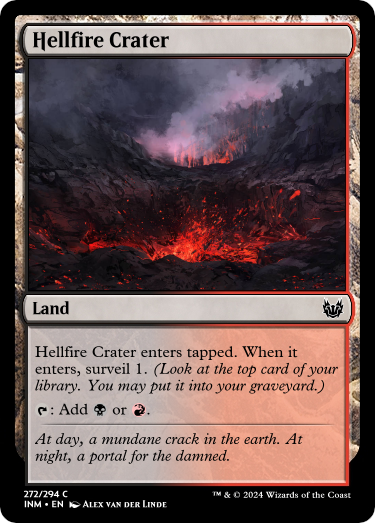 Hellfire Crater
Land
Hellfire Crater enters tapped. When it
enters, surveil 1. (Look at the top card of your
library. You may put it into your graveyard.)
: Add or .
At day, a mundane crack in the earth. At
night, a portal for the damned.
272/294 C
INM • EN Alex van der Linde
™ & © 2024 Wizards of the Coast